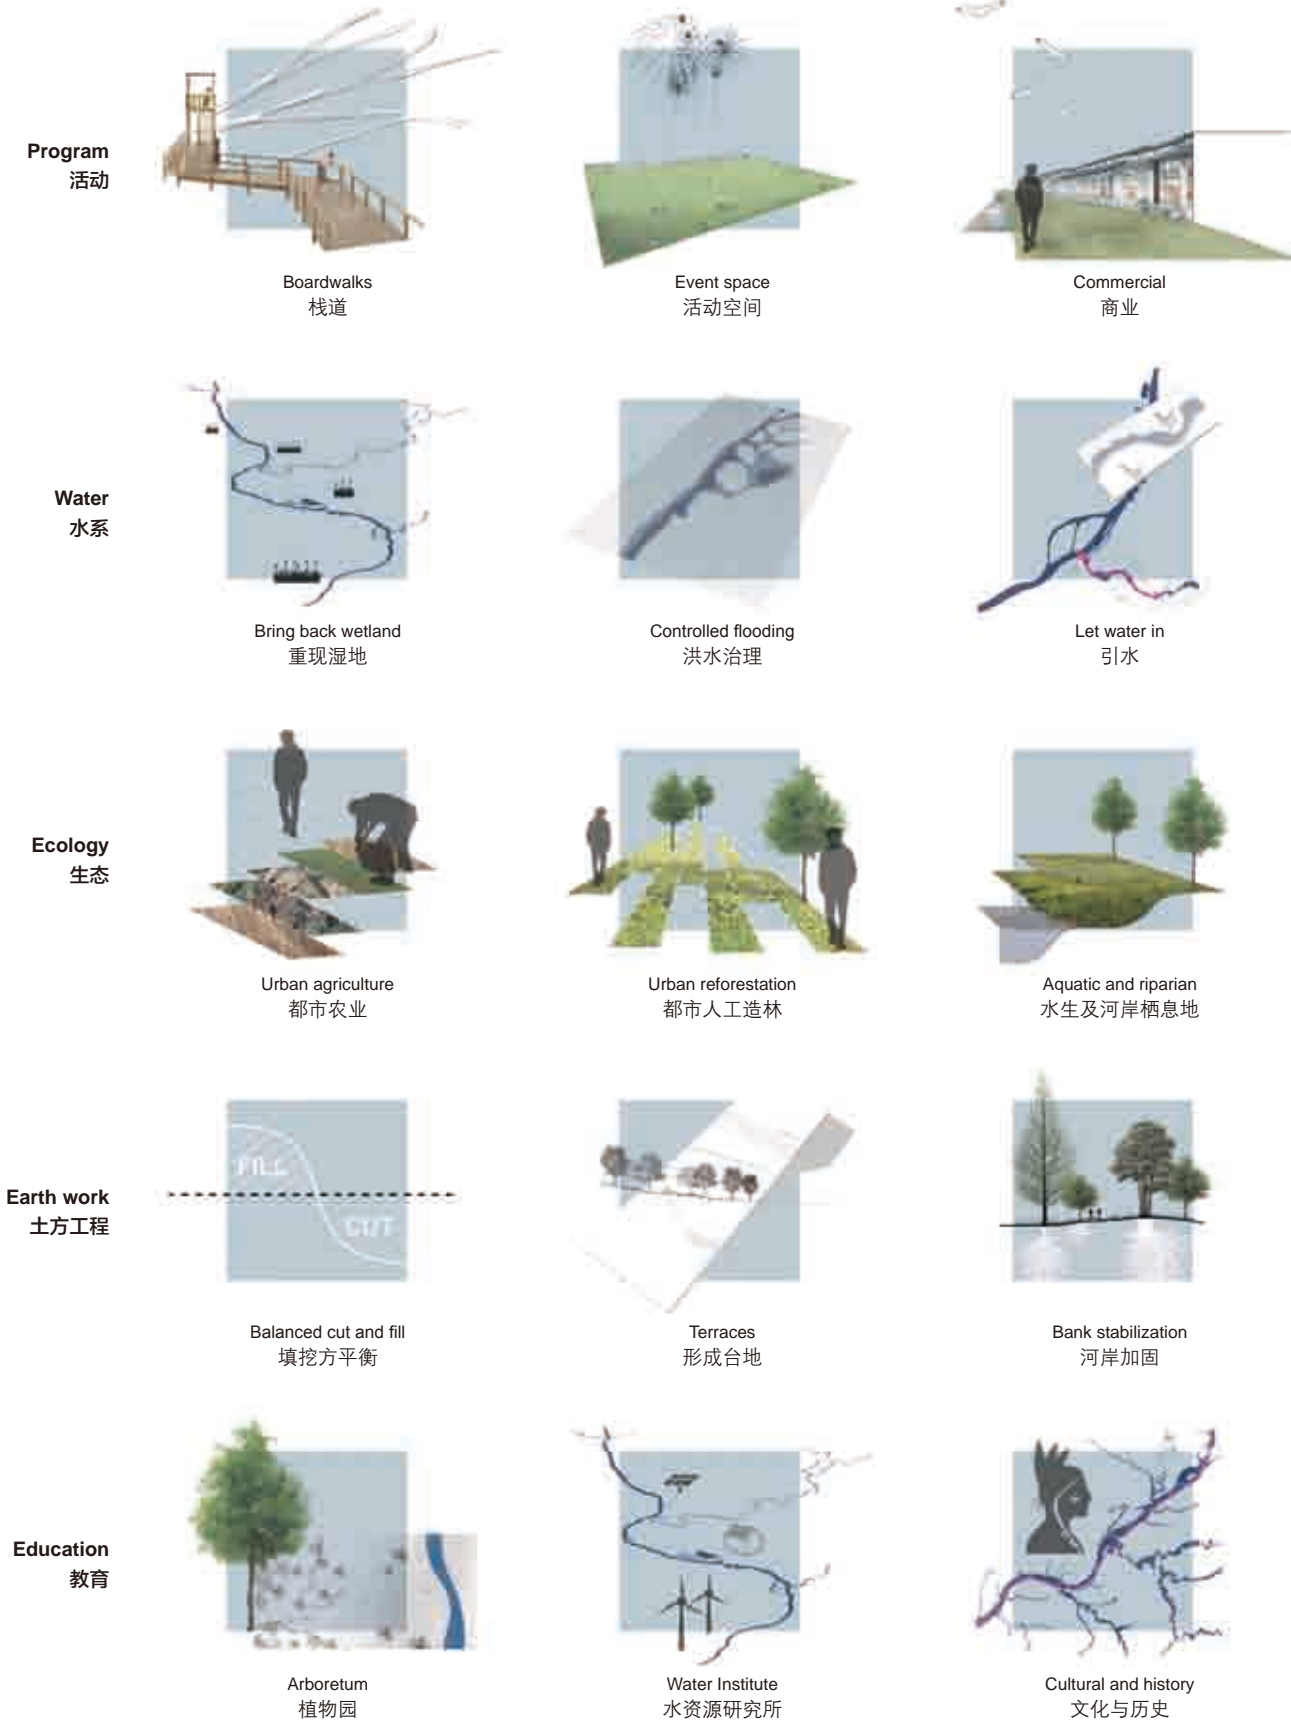 Program
活动
Boardwalks
栈道
Event space
活动空间
Commercial
商业
Water
水系
Bring back wetland
重现湿地
Controlled flooding
洪水治理
Let water in
引水
Ecology
生态
Urban agriculture
都市农业
Urban reforestation
都市人工造林
Aquatic and riparian
水生及河岸栖息地
Earth work
土方工程
FILL
CUT
Balanced cut and fill
填挖方平衡
Terraces
形成台地
Bank stabilization
河岸加固
Education
教育
Arboretum
植物园
Water Institute
水资源研究所
Cultural and history
文化与历史